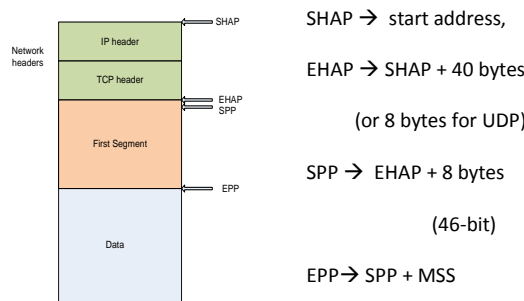 Network
headers
IP header
TCP header
First Segment
Data
SHAP
EHAP
SPP
EPP
SHAP → start address,
EHAP → SHAP + 40 bytes
(or 8 bytes for UDP)
SPP → EHAP + 8 bytes
(46-bit)
EPP → SPP + MSS